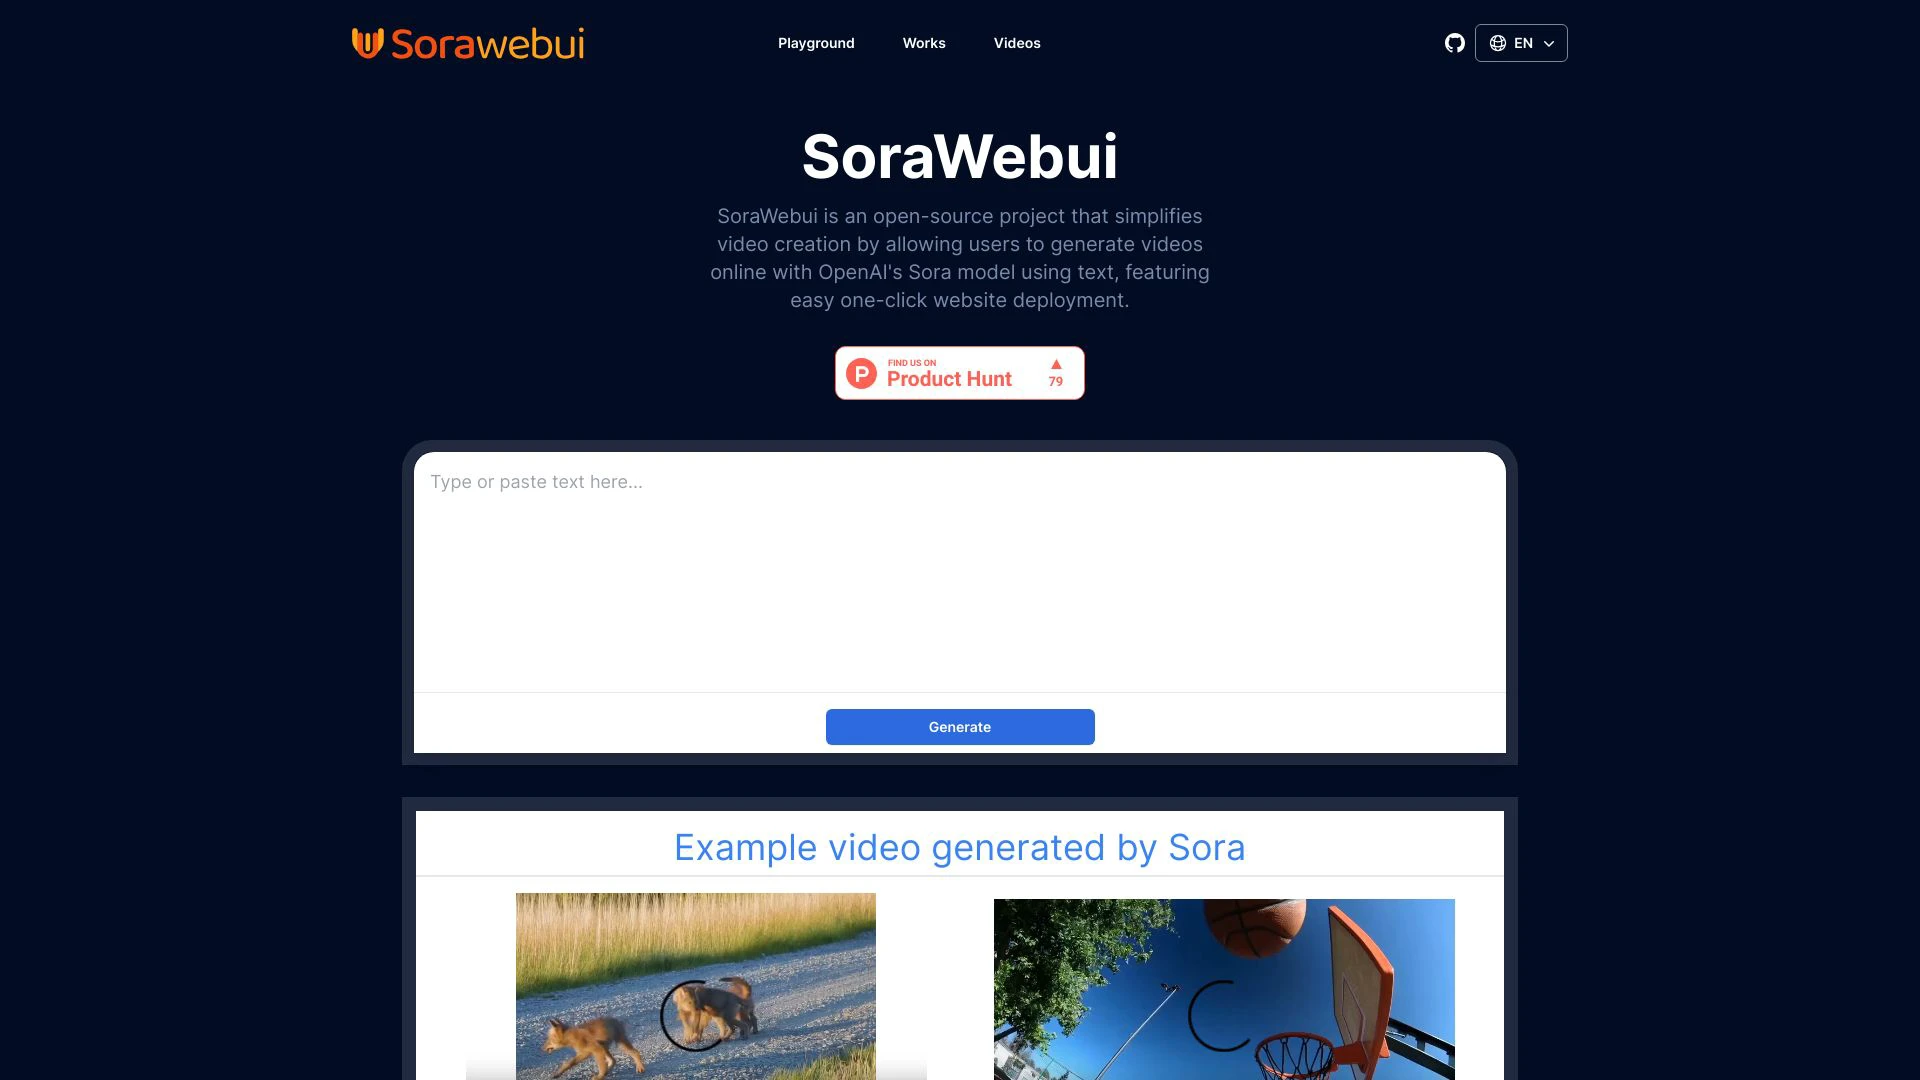 Sorawebui
Playground
Works
Videos
EN
SoraWebui
SoraWebui is an open-source project that simplifies
video creation by allowing users to generate videos
online with OpenAI's Sora model using text, featuring
easy one-click website deployment.
P
FIND US ON
Product Hunt
79
Type or paste text here...
Generate
Example video generated by Sora